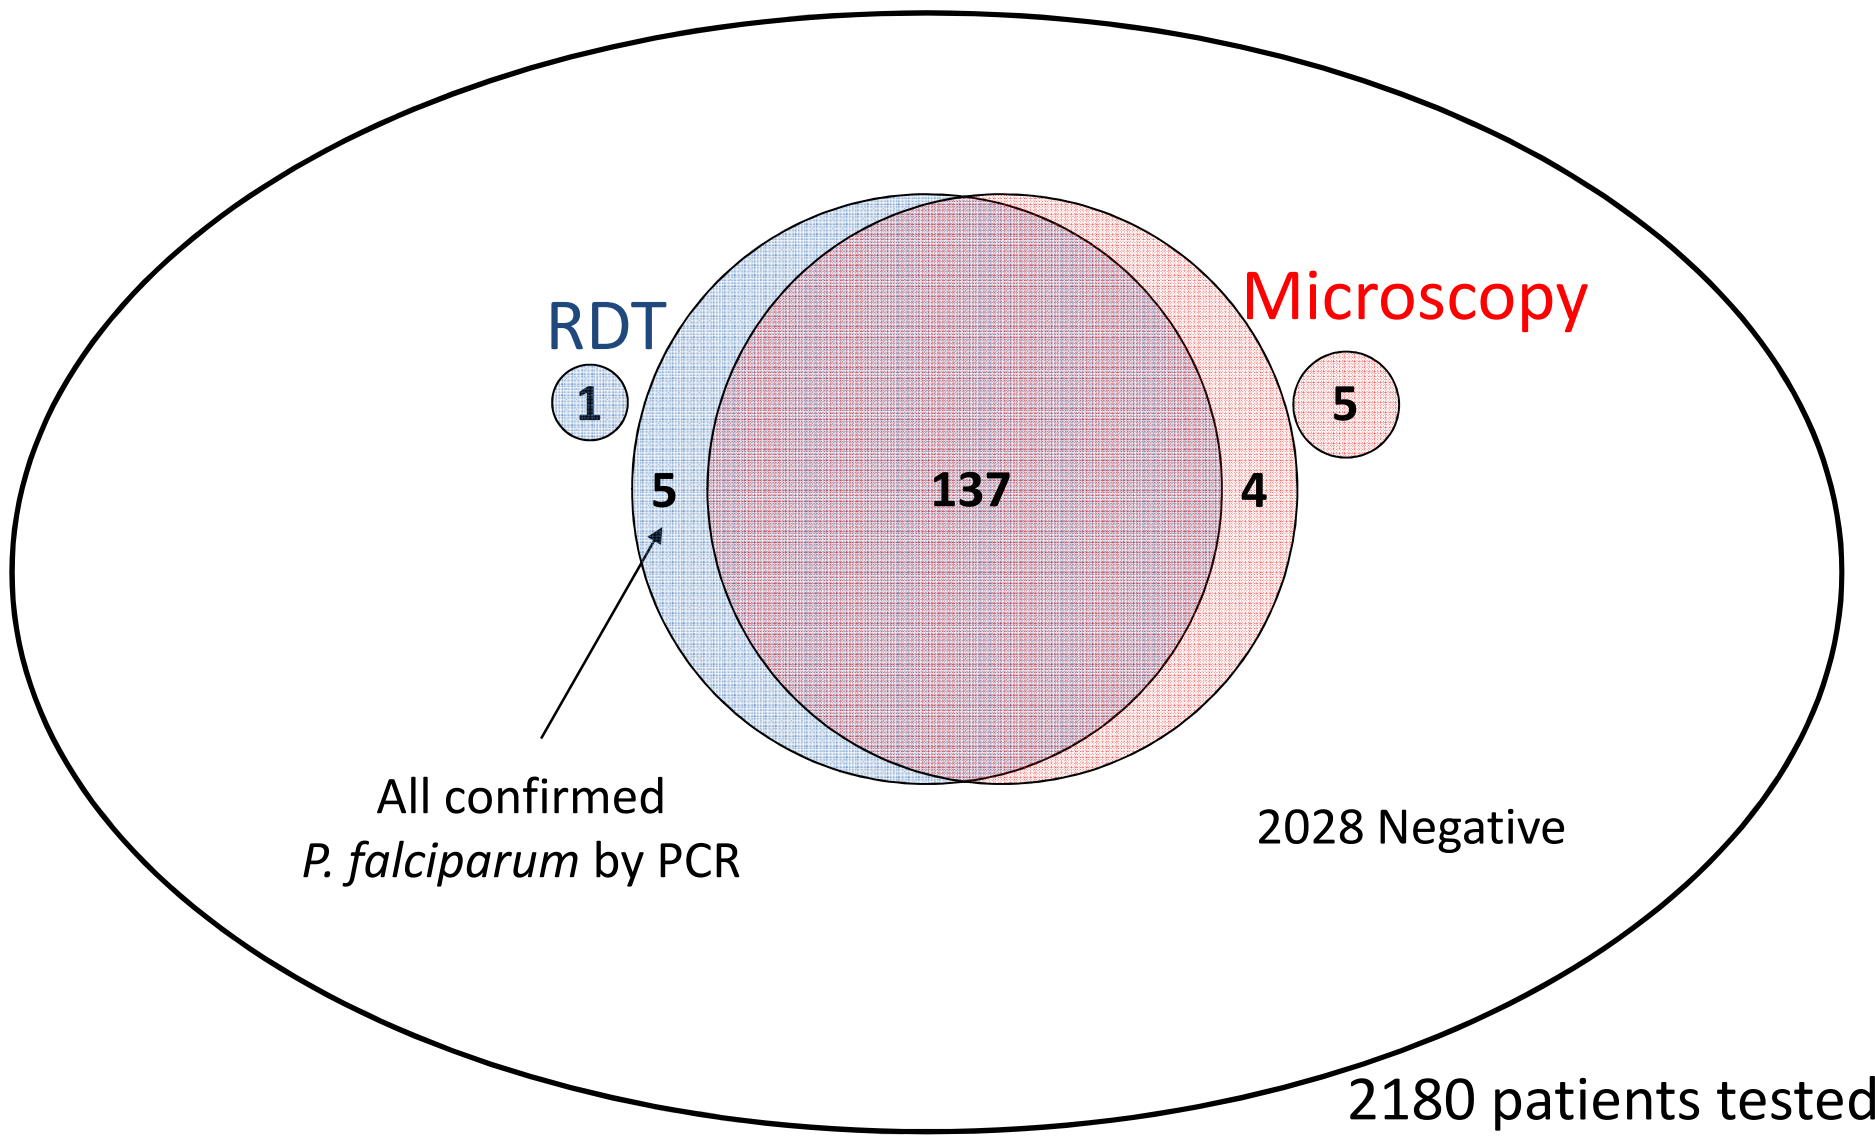 Microscopy
RDT
1
5
5
137
4
All confirmed
P. falciparum by PCR
2028 Negative
2180 patients tested